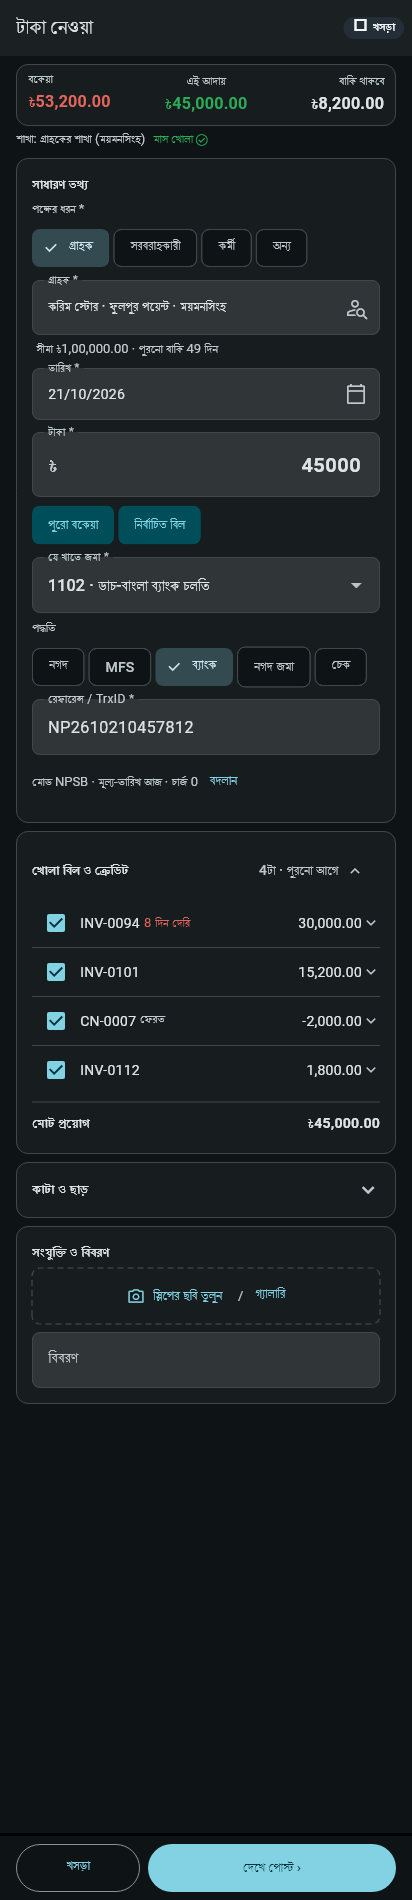 টাকা নেওয়া
খসড়া
বকেয়া
এই আদায়
বাকি থাকবে
৳53,200.00
৳45,000.00
৳8,200.00
শাখা: গ্রাহকের শাখা (ময়মনসিংহ) মাস খোলা
সাধারণ তথ্য
পক্ষের ধরন *
গ্রাহক
সরবরাহকারী
কর্মী
অন্য
গ্রাহক *
করিম স্টোর · ফুলপুর পয়েন্ট · ময়মনসিংহ
সীমা ৳1,00,000.00 · পুরনো বাকি 49 দিন
তারিখ *
21/10/2026
টাকা *
৳ 45000
পুরো বকেয়া
নির্বাচিত বিল
যে খাতে জমা *
1102 · ডাচ-বাংলা ব্যাংক চলতি
পদ্ধতি
নগদ
MFS
ব্যাংক
নগদ জমা
চেক
রেফারেন্স / TrxID *
NP2610210457812
মোড NPSB · মূল্য-তারিখ আজ · চার্জ 0 বদলান
খোলা বিল ও ক্রেডিট 4টা · পুরনো আগে
INV-0094 8 দিন দেরি 30,000.00
INV-0101 15,200.00
CN-0007 ফেরত -2,000.00
INV-0112 1,800.00
মোট প্রয়োগ ৳45,000.00
কাটা ও ছাড়
সংযুক্তি ও বিবরণ
স্লিপের ছবি তুলুন / গ্যালারি
বিবরণ
খসড়া
দেখে পোস্ট ›